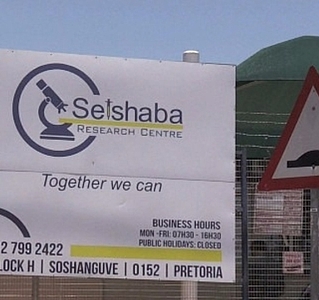 Setshaba
RESEARCH CENTRE
Together we can
BUSINESS HOURS
MON -FRI: 07H30 - 16H30
PUBLIC HOLIDAYS: CLOSED
2 799 2422
LOCK H | SOSHANGUVE | 0152 | PRETORIA